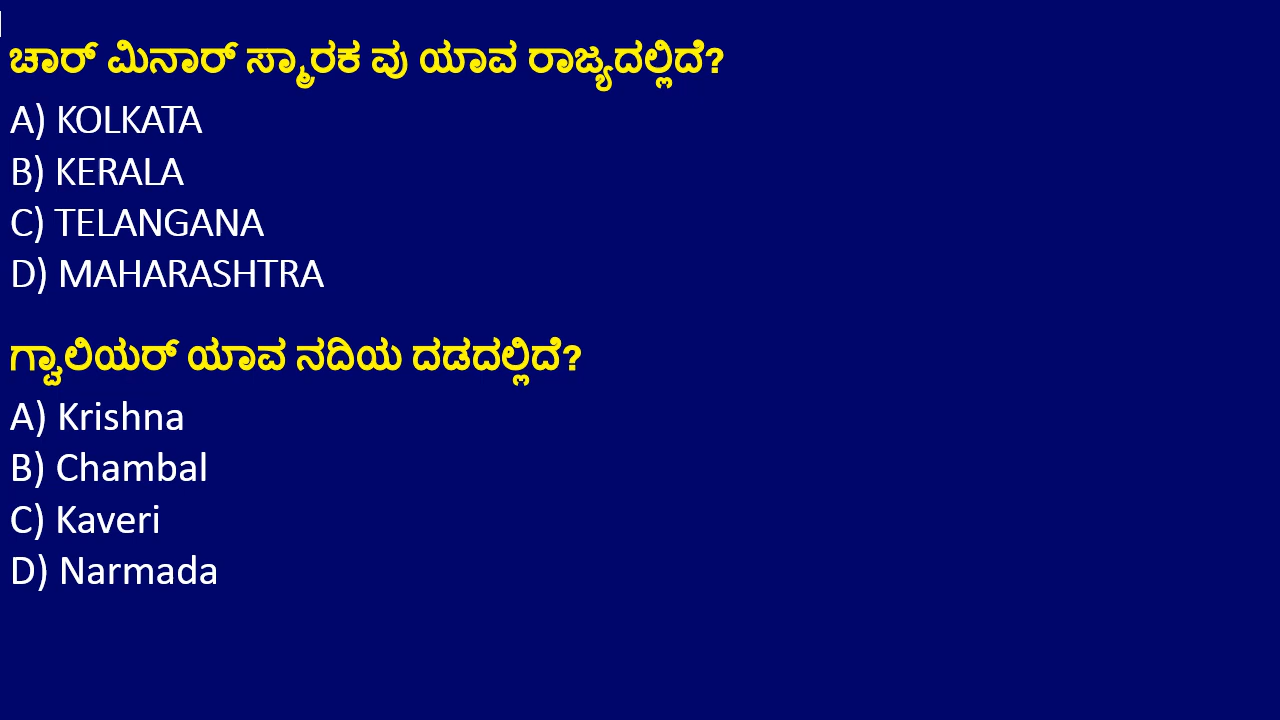 ಚಾರ್ ಮಿನಾರ್ ಸ್ಮಾರಕ ವು ಯಾವ ರಾಜ್ಯದಲ್ಲಿದೆ?
A) KOLKATA
B) KERALA
C) TELANGANA
D) MAHARASHTRA
ಗ್ವಾಲಿಯರ್ ಯಾವ ನದಿಯ ದಡದಲ್ಲಿದೆ?
A) Krishna
B) Chambal
C) Kaveri
D) Narmada